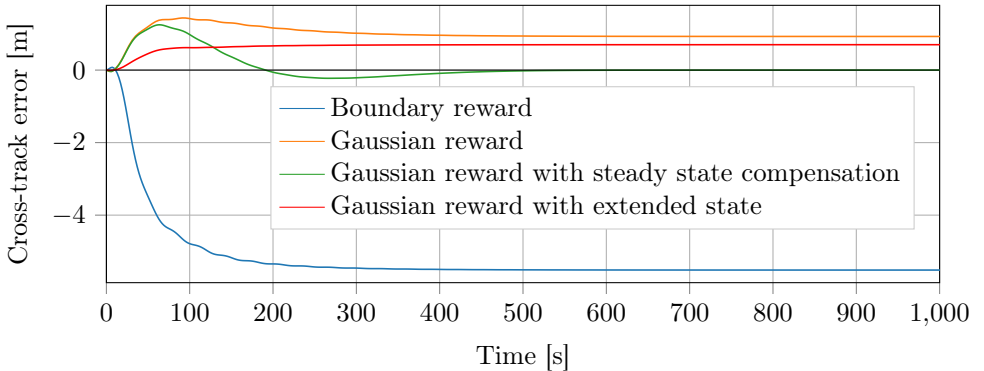 Cross-track error [m]
0
−2
−4
Boundary reward
Gaussian reward
Gaussian reward with steady state compensation
Gaussian reward with extended state
0 100 200 300 400 500 600 700 800 900 1,000
Time [s]